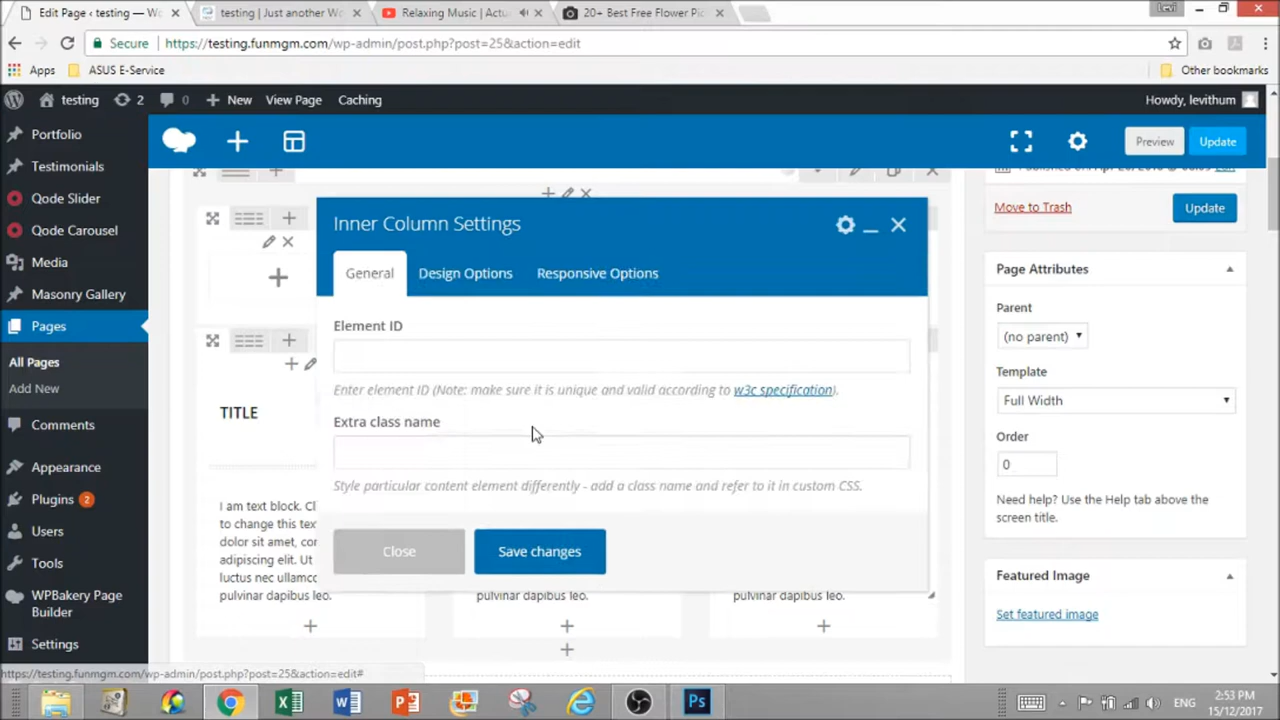 Edit Page ‹ testing — Wo
testing | Just another Wo
Relaxing Music | Actu
20+ Best Free Flower Pic
Levi
Secure
https://testing.funmgm.com/wp-admin/post.php?post=25&action=edit
Apps
ASUS E-Service
Other bookmarks
testing
2
0
New
View Page
Caching
Howdy, levithum
Portfolio
Testimonials
Qode Slider
Qode Carousel
Media
Masonry Gallery
Pages
All Pages
Add New
Comments
Appearance
Plugins 2
Users
Tools
WPBakery Page
Builder
Settings
Preview
Update
Move to Trash
Update
Inner Column Settings
General
Design Options
Responsive Options
Element ID
Enter element ID (Note: make sure it is unique and valid according to w3c specification).
Extra class name
Style particular content element differently - add a class name and refer to it in custom CSS.
Close
Save changes
TITLE
I am text block. Cl
to change this tex
dolor sit amet, con
adipiscing elit. Ut
luctus nec ullamco
pulvinar dapibus leo.
pulvinar dapibus leo.
pulvinar dapibus leo.
Page Attributes
Parent
(no parent)
Template
Full Width
Order
0
Need help? Use the Help tab above the
screen title.
Featured Image
Set featured image
https://testing.funmgm.com/wp-admin/post.php?post=25&action=edit#
ENG
2:53 PM
15/12/2017